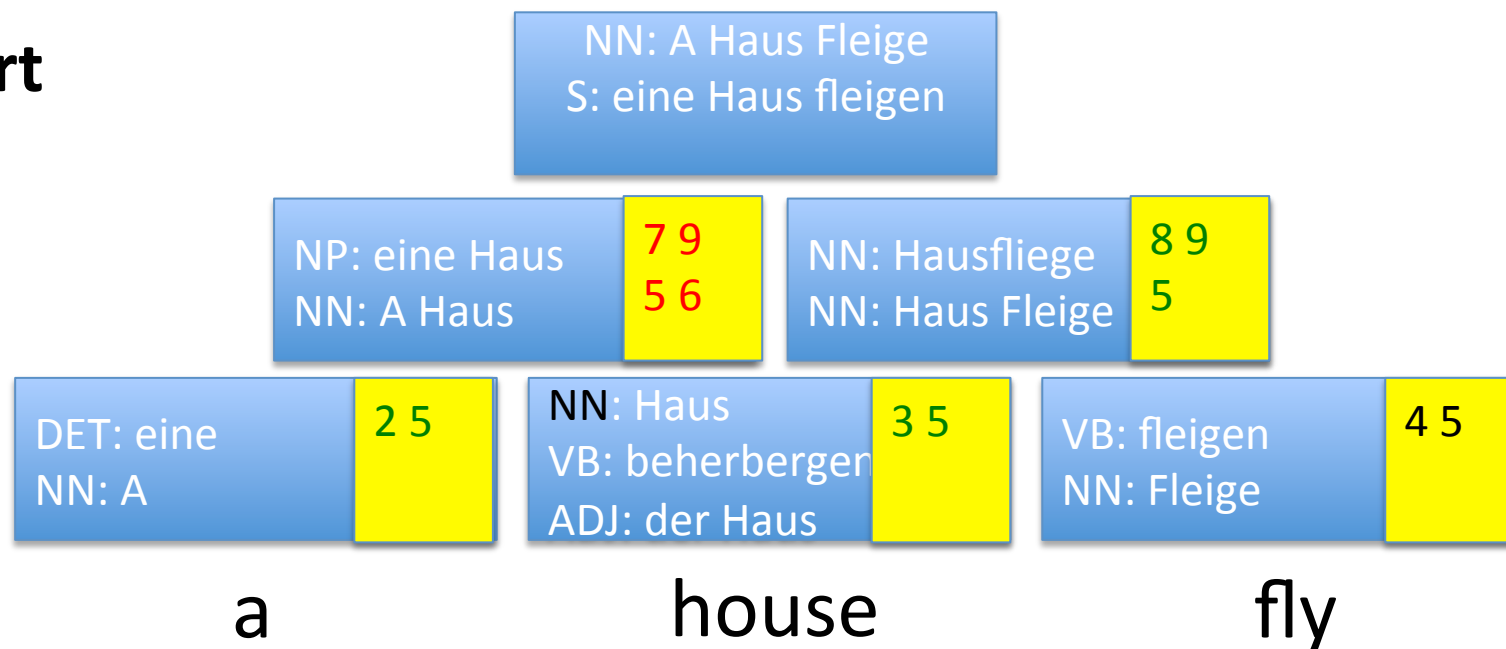 rt
NN: A Haus Fleige
S: eine Haus fleigen
NP: eine Haus
NN: A Haus
7 9
5 6
NN: Hausfliege
NN: Haus Fleige
8 9
5
DET: eine
NN: A
2 5
NN: Haus
VB: beherbergen
ADJ: der Haus
3 5
VB: fleigen
NN: Fleige
4 5
a
house
fly